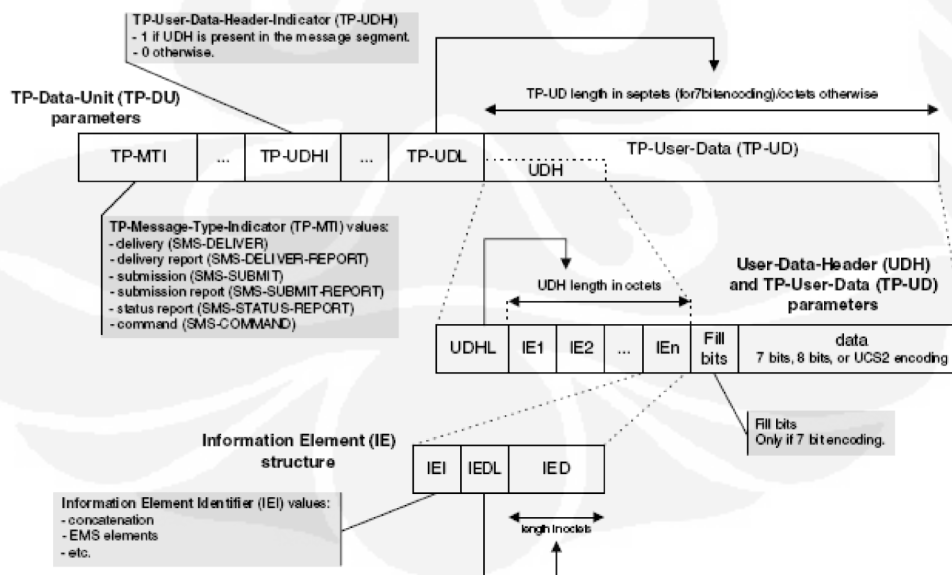 TP-User-Data-Header-Indicator (TP-UDHI)
- 1 if UDH is present in the message segment.
- 0 otherwise.
TP-Data-Unit (TP-DU)
parameters
TP-UD length in septets (for7bitencoding)/octets otherwise
TP-MTI ... TP-UDHI ... TP-UDL TP-User-Data (TP-UD)
UDH
TP-Message-Type-Indicator (TP-MTI) values:
- delivery (SMS-DELIVER)
- delivery report (SMS-DELIVER-REPORT)
- submission (SMS-SUBMIT)
- submission report (SMS-SUBMIT-REPORT)
- status report (SMS-STATUS-REPORT)
- command (SMS-COMMAND)
User-Data-Header (UDH)
and TP-User-Data (TP-UD)
parameters
UDH length in octets
UDHL IE1 IE2 ... IEn Fill bits data
7 bits, 8 bits, or UCS2 encoding
Fill bits
Only if 7 bit encoding.
Information Element (IE)
structure
IEI IEDL IED
length in octets
Information Element Identifier (IEI) values:
- concatenation
- EMS elements
- etc.